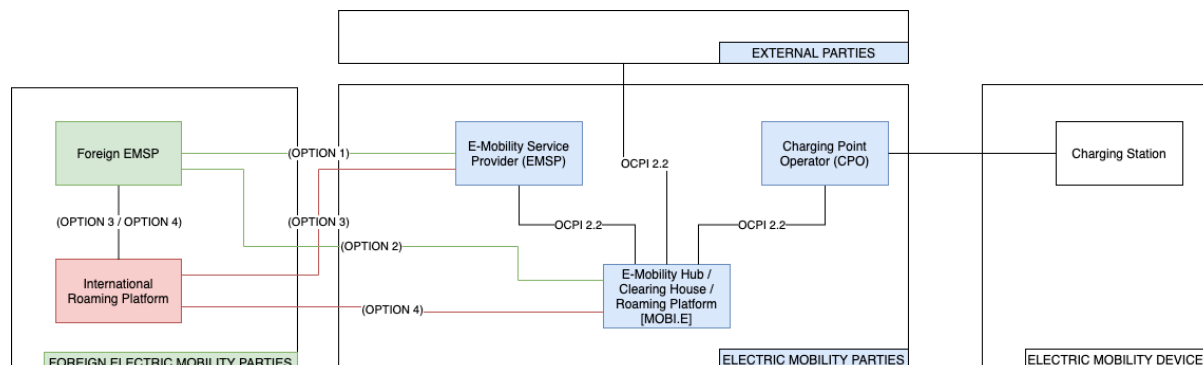 EXTERNAL PARTIES
Foreign EMSP
(OPTION 1)
E-Mobility Service
Provider (EMSP)
OCPI 2.2
Charging Point
Operator (CPO)
Charging Station
(OPTION 3 / OPTION 4)
(OPTION 3)
OCPI 2.2
OCPI 2.2
(OPTION 2)
International
Roaming Platform
E-Mobility Hub /
Clearing House /
Roaming Platform
[MOBI.E]
(OPTION 4)
FOREIGN ELECTRIC MOBILITY PARTIES
ELECTRIC MOBILITY PARTIES
ELECTRIC MOBILITY DEVICE